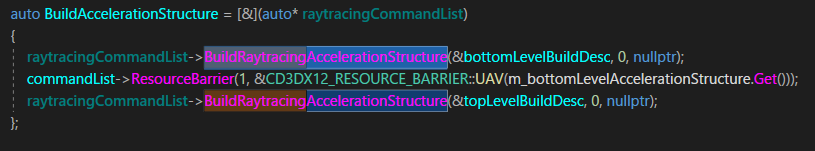 auto BuildAccelerationStructure = [&](auto* raytracingCommandList)
{
raytracingCommandList->BuildRaytracingAccelerationStructure(&bottomLevelBuildDesc, 0, nullptr);
commandList->ResourceBarrier(1, &CD3DX12_RESOURCE_BARRIER::UAV(m_bottomLevelAccelerationStructure.Get()));
raytracingCommandList->BuildRaytracingAccelerationStructure(&topLevelBuildDesc, 0, nullptr);
};